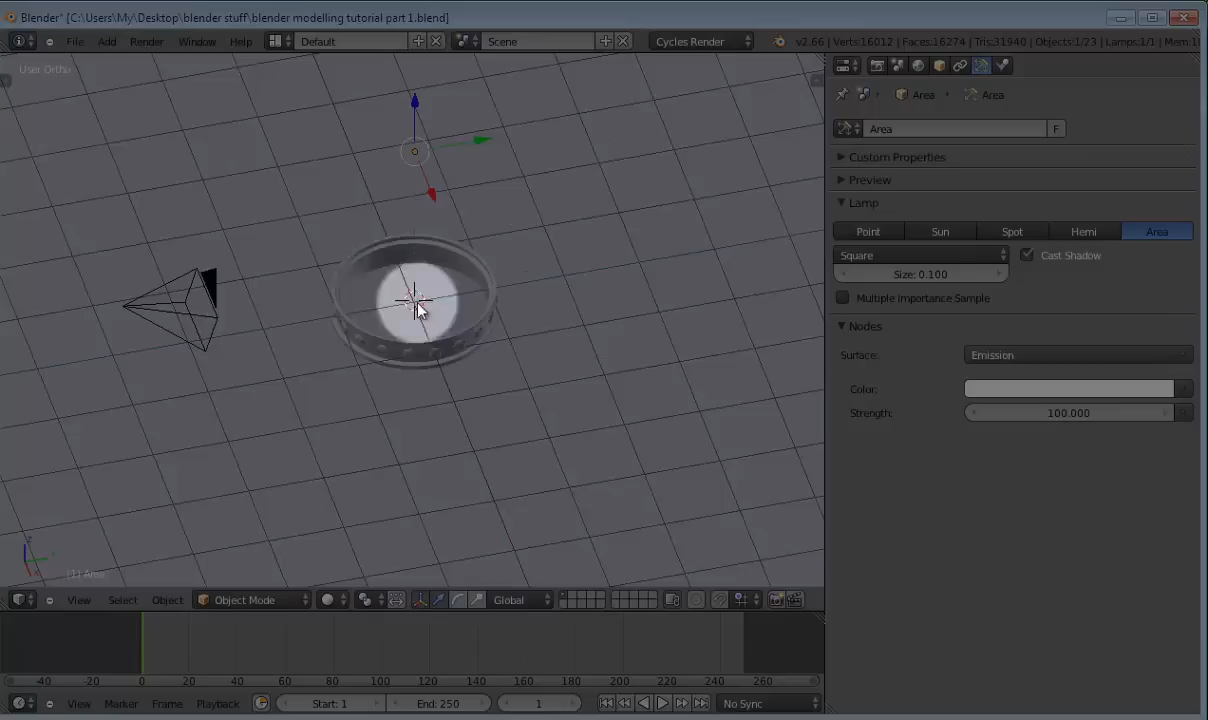 Blender* [C:\Users\My\Desktop\blender stuff\blender modelling tutorial part 1.blend]
File Add Render Window Help Default Scene Cycles Render v2.66 | Verts:16012 | Faces:16274 | Tris:31940 | Objects:1/23 | Lamps:1/1 | Mem:1
User Ortho
Area Area
Area F
Custom Properties
Preview
Lamp
Point Sun Spot Hemi Area
Square Cast Shadow
Size: 0.100
Multiple Importance Sample
Nodes
Surface: Emission
Color:
Strength: 100.000
z
x
(1) Area
View Select Object Object Mode Global
-40 -20 0 20 40 60 80 100 120 140 160 180 200 220 240 260
View Marker Frame Playback Start: 1 End: 250 1 No Sync